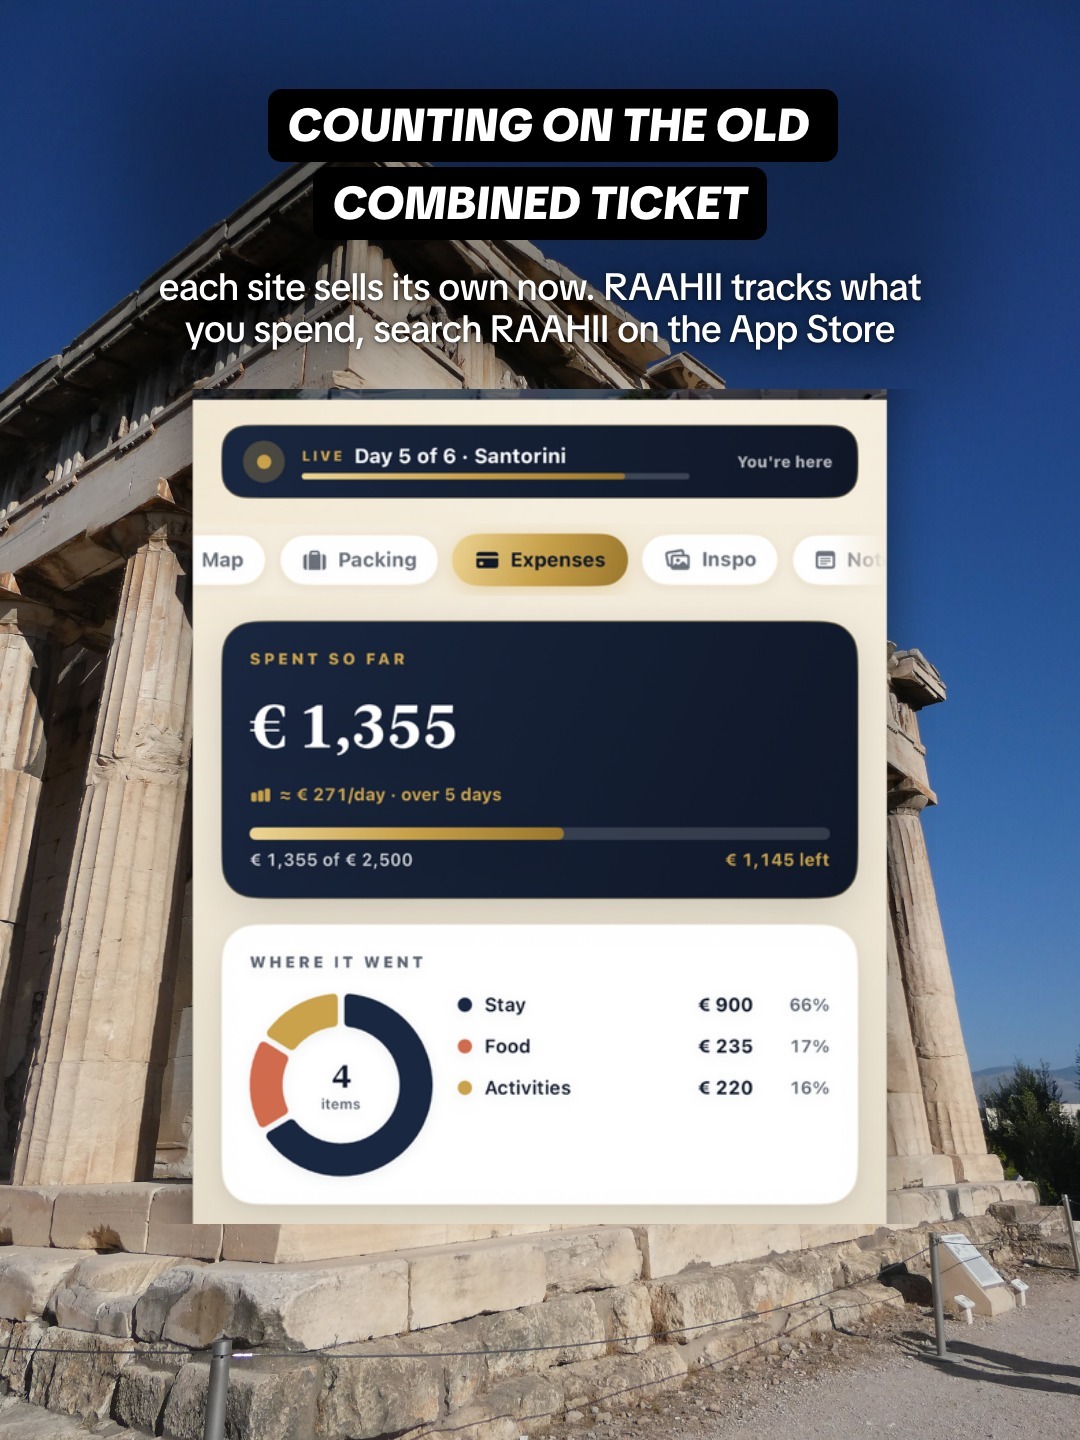 COUNTING ON THE OLD
COMBINED TICKET
each site sells its own now. RAAHII tracks what
you spend, search RAAHII on the App Store
LIVE Day 5 of 6 · Santorini You're here
Map Packing Expenses Inspo Not
SPENT SO FAR
€ 1,355
≈ € 271/day · over 5 days
€ 1,355 of € 2,500 € 1,145 left
WHERE IT WENT
4
items
Stay € 900 66%
Food € 235 17%
Activities € 220 16%